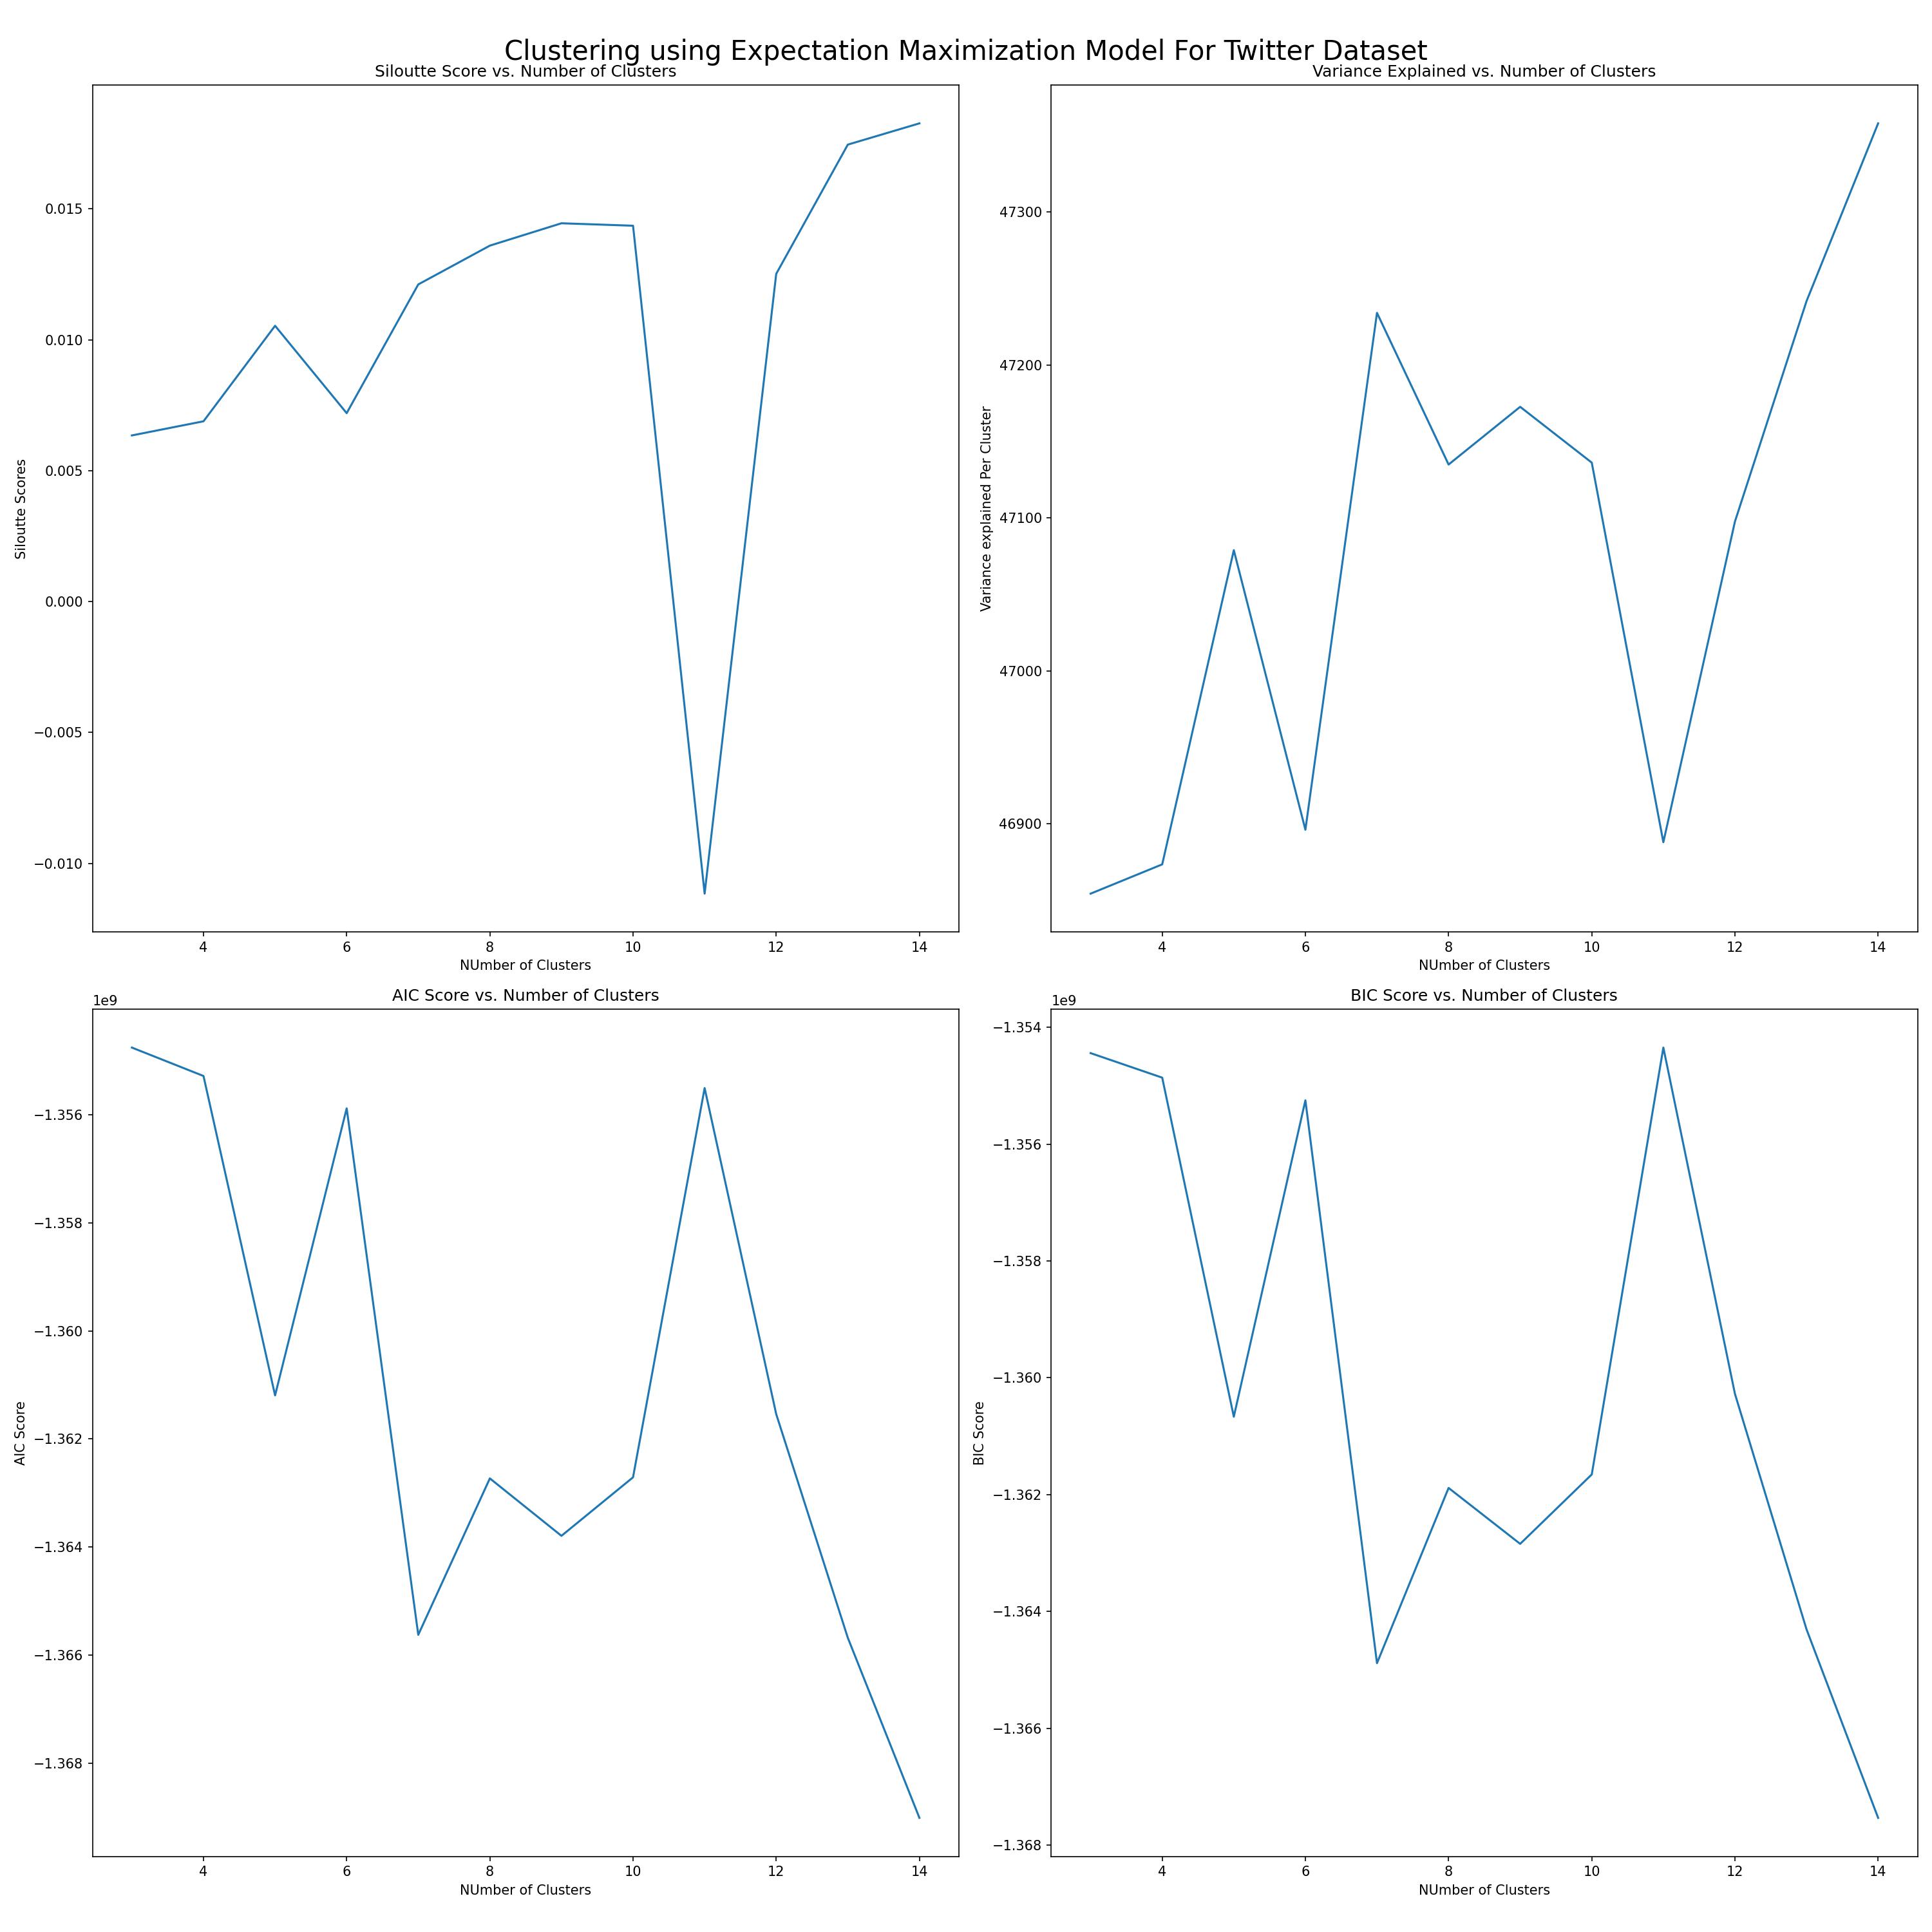 Clustering using Expectation Maximization Model For Twitter Dataset
Siloutte Score vs. Number of Clusters
Siloutte Scores
0.015
0.010
0.005
0.000
−0.005
−0.010
4 6 8 10 12 14
NUmber of Clusters
Variance Explained vs. Number of Clusters
Variance explained Per Cluster
47300
47200
47100
47000
46900
4 6 8 10 12 14
NUmber of Clusters
AIC Score vs. Number of Clusters
1e9
AIC Score
−1.356
−1.358
−1.360
−1.362
−1.364
−1.366
−1.368
4 6 8 10 12 14
NUmber of Clusters
BIC Score vs. Number of Clusters
1e9
BIC Score
−1.354
−1.356
−1.358
−1.360
−1.362
−1.364
−1.366
−1.368
4 6 8 10 12 14
NUmber of Clusters